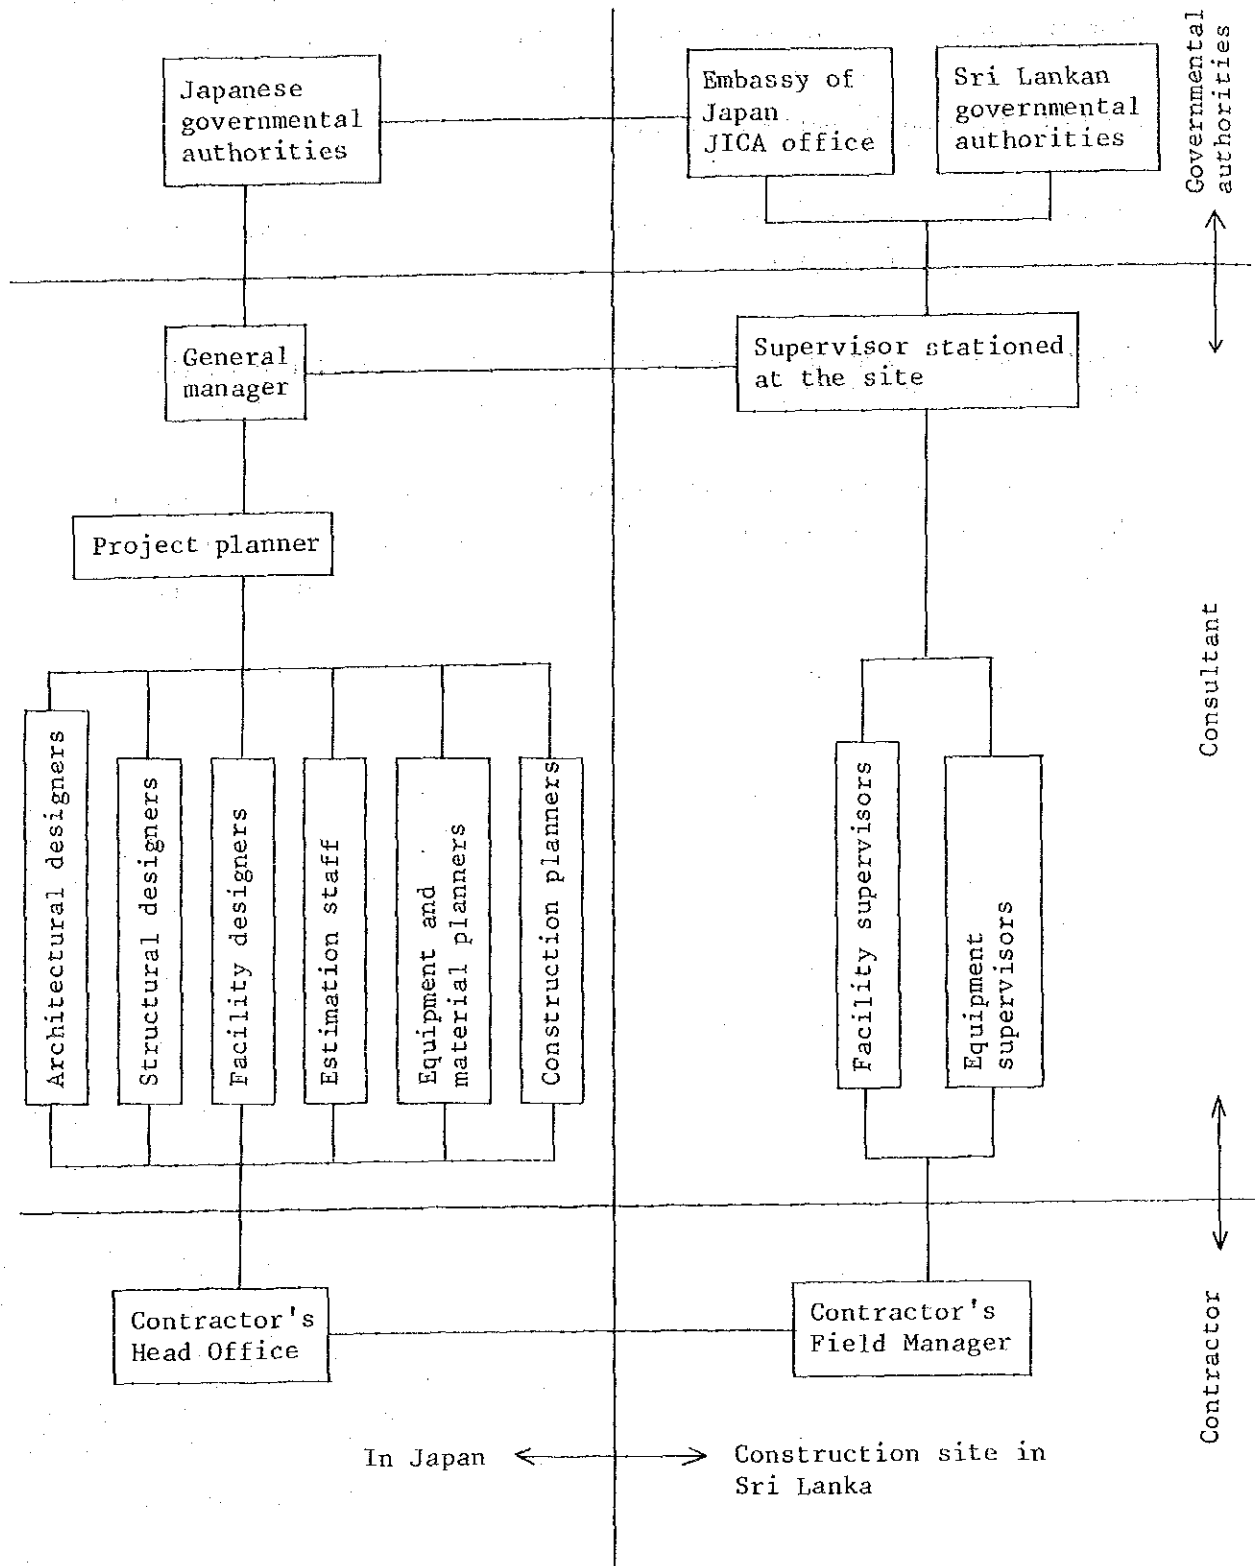 Governmental
authorities
Japanese
governmental
authorities
Embassy of
Japan
JICA office
Sri Lankan
governmental
authorities
General
manager
Supervisor stationed
at the site
Project planner
Consultant
Architectural designers
Structural designers
Facility designers
Estimation staff
Equipment and
material planners
Construction planners
Facility supervisors
Equipment
supervisors
Contractor's
Head Office
Contractor's
Field Manager
Contractor
In Japan
Construction site in
Sri Lanka